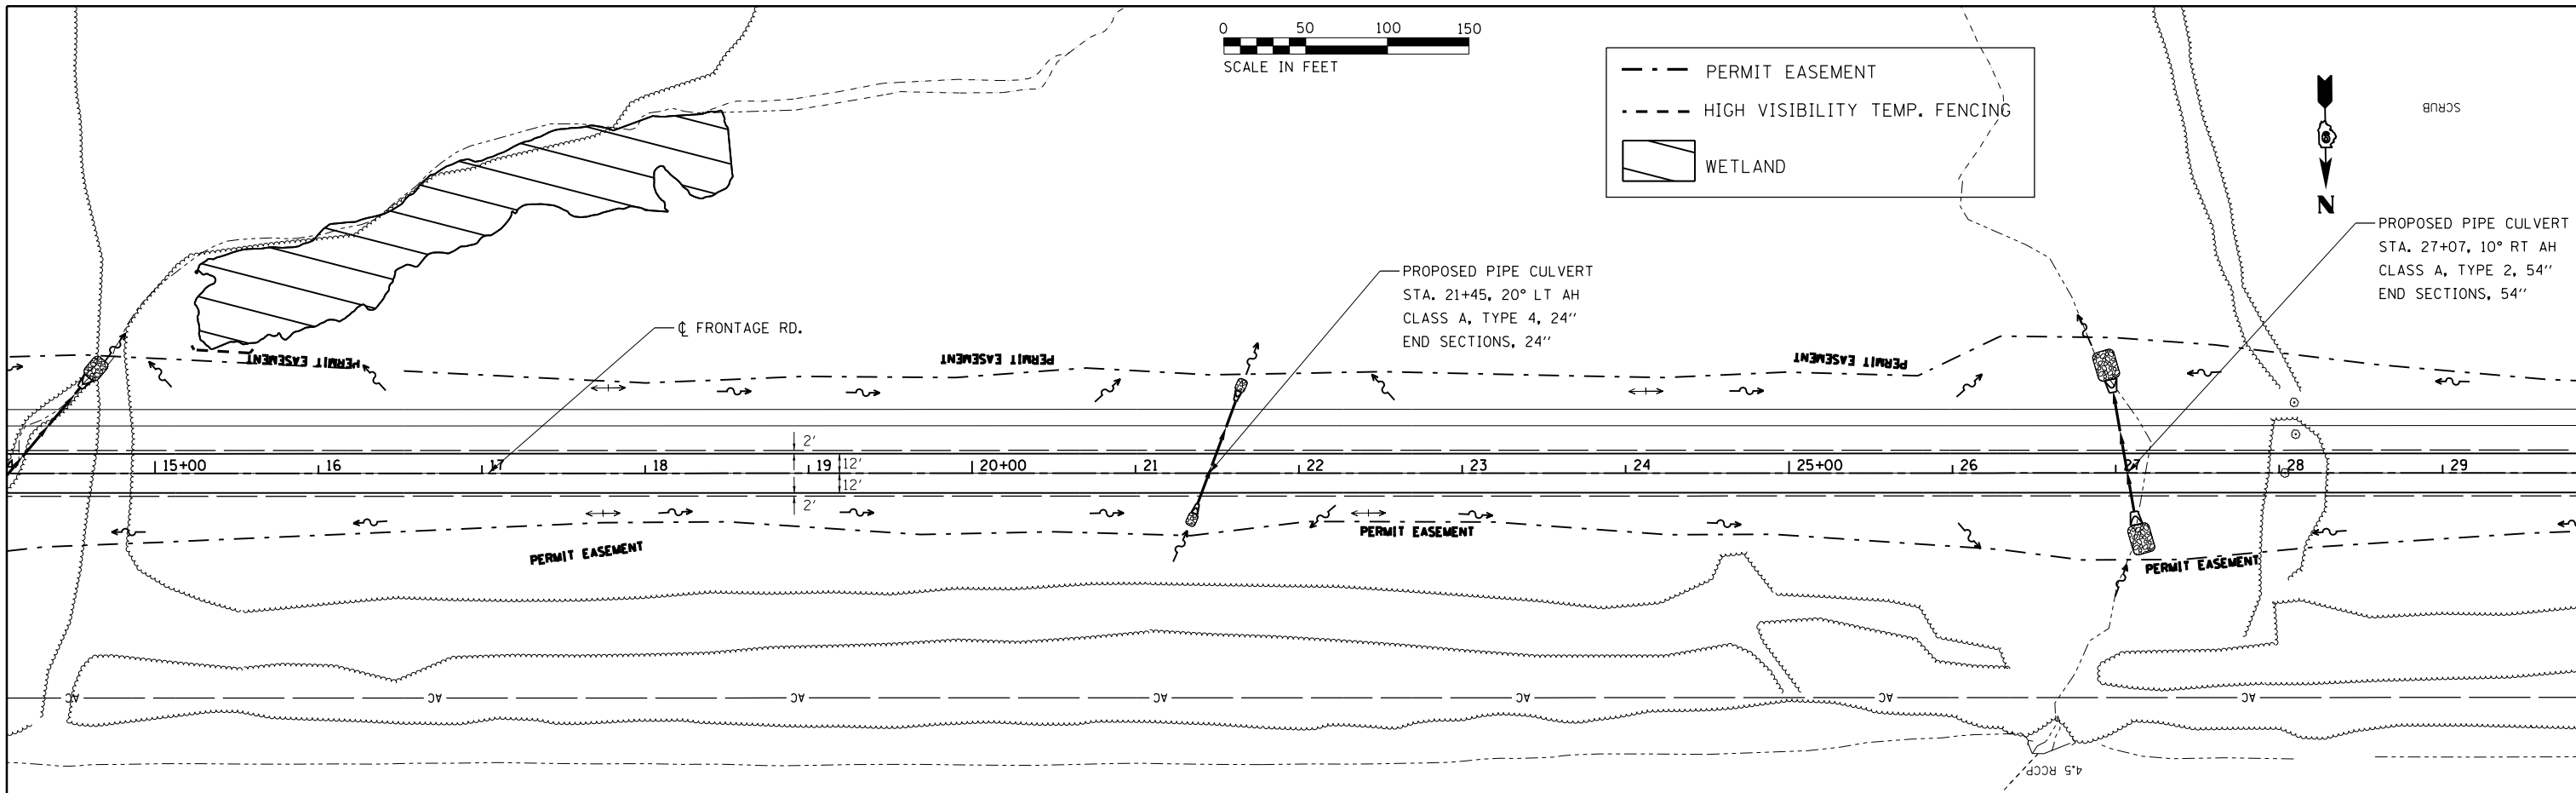 0 50 100 150
SCALE IN FEET
PERMIT EASEMENT
HIGH VISIBILITY TEMP. FENCING
WETLAND
SCRUB
N
PROPOSED PIPE CULVERT
STA. 27+07, 10° RT AH
CLASS A, TYPE 2, 54''
END SECTIONS, 54''
PROPOSED PIPE CULVERT
STA. 21+45, 20° LT AH
CLASS A, TYPE 4, 24''
END SECTIONS, 24''
℄ FRONTAGE RD.
PERMIT EASEMENT
PERMIT EASEMENT
PERMIT EASEMENT
2'
15+00 16 17 18 19 20+00 21 22 23 24 25+00 26 27 28 29
12'
12'
2'
PERMIT EASEMENT
PERMIT EASEMENT
PERMIT EASEMENT
AC AC AC AC AC AC AC
4.5 RCCP